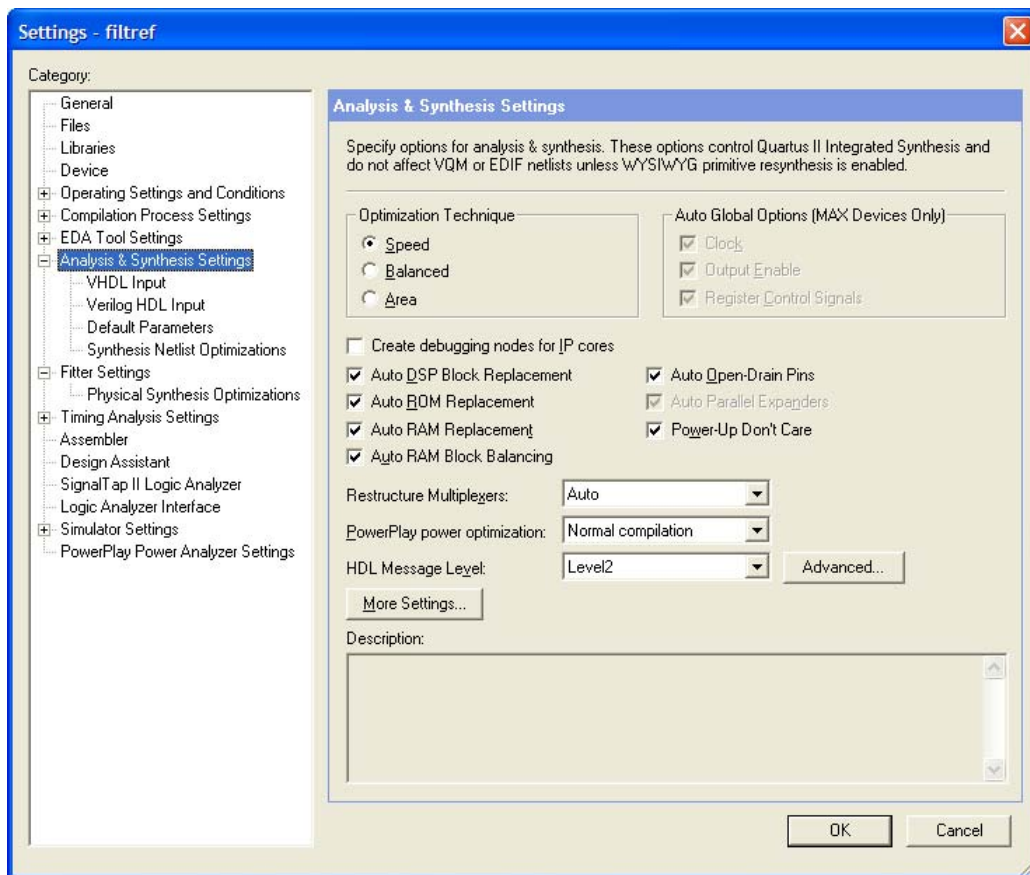 Settings - filtref
Category:
General
Files
Libraries
Device
Operating Settings and Conditions
Compilation Process Settings
EDA Tool Settings
Analysis & Synthesis Settings
VHDL Input
Verilog HDL Input
Default Parameters
Synthesis Netlist Optimizations
Fitter Settings
Physical Synthesis Optimizations
Timing Analysis Settings
Assembler
Design Assistant
SignalTap II Logic Analyzer
Logic Analyzer Interface
Simulator Settings
PowerPlay Power Analyzer Settings
Analysis & Synthesis Settings
Specify options for analysis & synthesis. These options control Quartus II Integrated Synthesis and
do not affect VQM or EDIF netlists unless WYSIWYG primitive resynthesis is enabled.
Optimization Technique
Speed
Balanced
Area
Auto Global Options (MAX Devices Only)
Clock
Output Enable
Register Control Signals
Create debugging nodes for IP cores
Auto DSP Block Replacement
Auto ROM Replacement
Auto RAM Replacement
Auto RAM Block Balancing
Auto Open-Drain Pins
Auto Parallel Expanders
Power-Up Don't Care
Restructure Multiplexers: Auto
PowerPlay power optimization: Normal compilation
HDL Message Level: Level2 Advanced...
More Settings...
Description:
OK Cancel